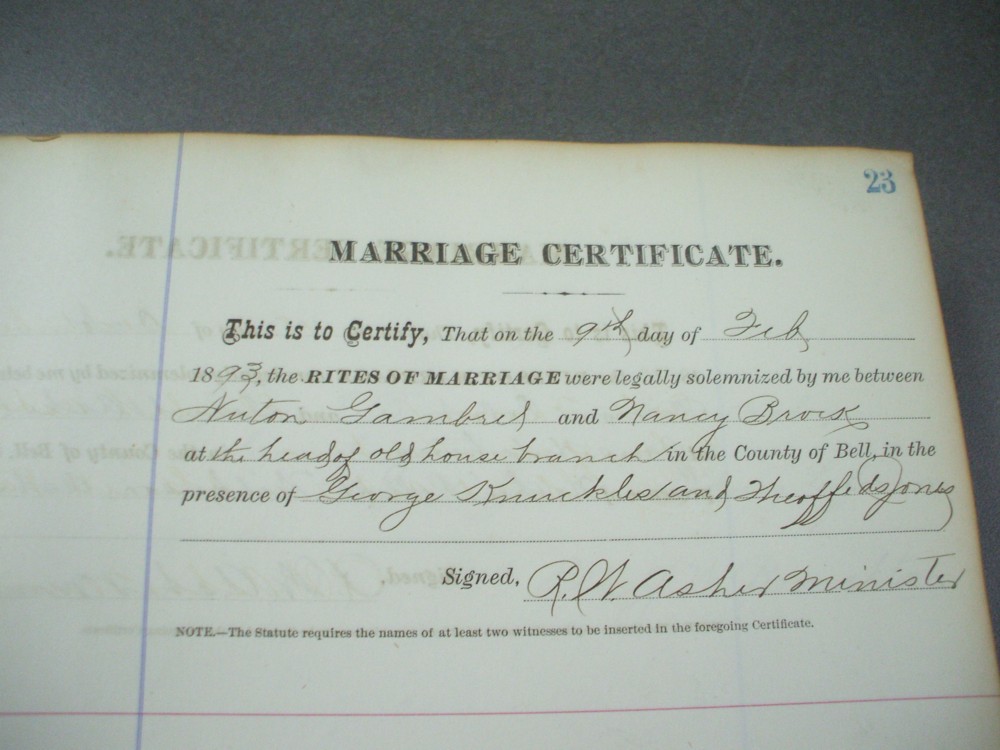 23
MARRIAGE CERTIFICATE.
This is to Certify, That on the 9th day of Feb
1893, the RITES OF MARRIAGE were legally solemnized by me between
Nuton Gambrel and Nancy Brock
at the head of old house branch in the County of Bell, in the
presence of George Knuckles and Jones
Signed, R. W. Asher Minister
NOTE.—The Statute requires the names of at least two witnesses to be inserted in the foregoing Certificate.